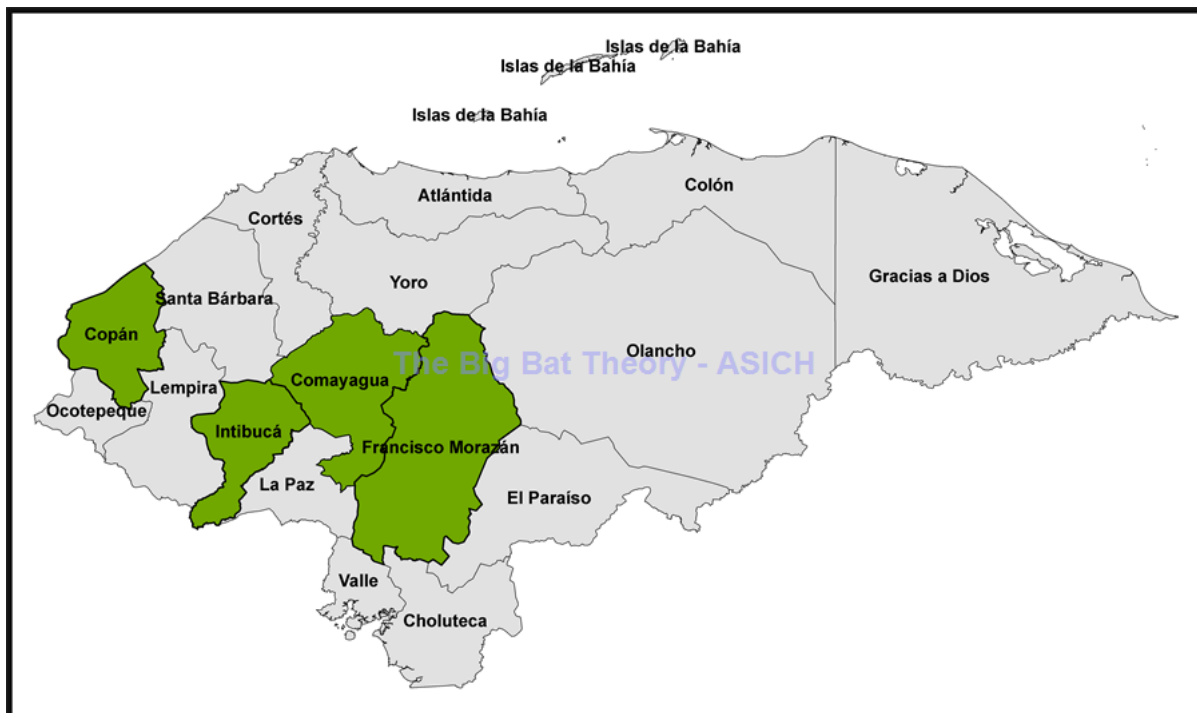 Islas de la Bahía
Islas de la Bahía
Islas de la Bahía
Atlántida
Colón
Cortés
Yoro
Gracias a Dios
Santa Bárbara
Copán
Olancho
The Big Bat Theory - ASICH
Comayagua
Lempira
Ocotepeque
Intibucá
Francisco Morazán
La Paz
El Paraíso
Valle
Choluteca